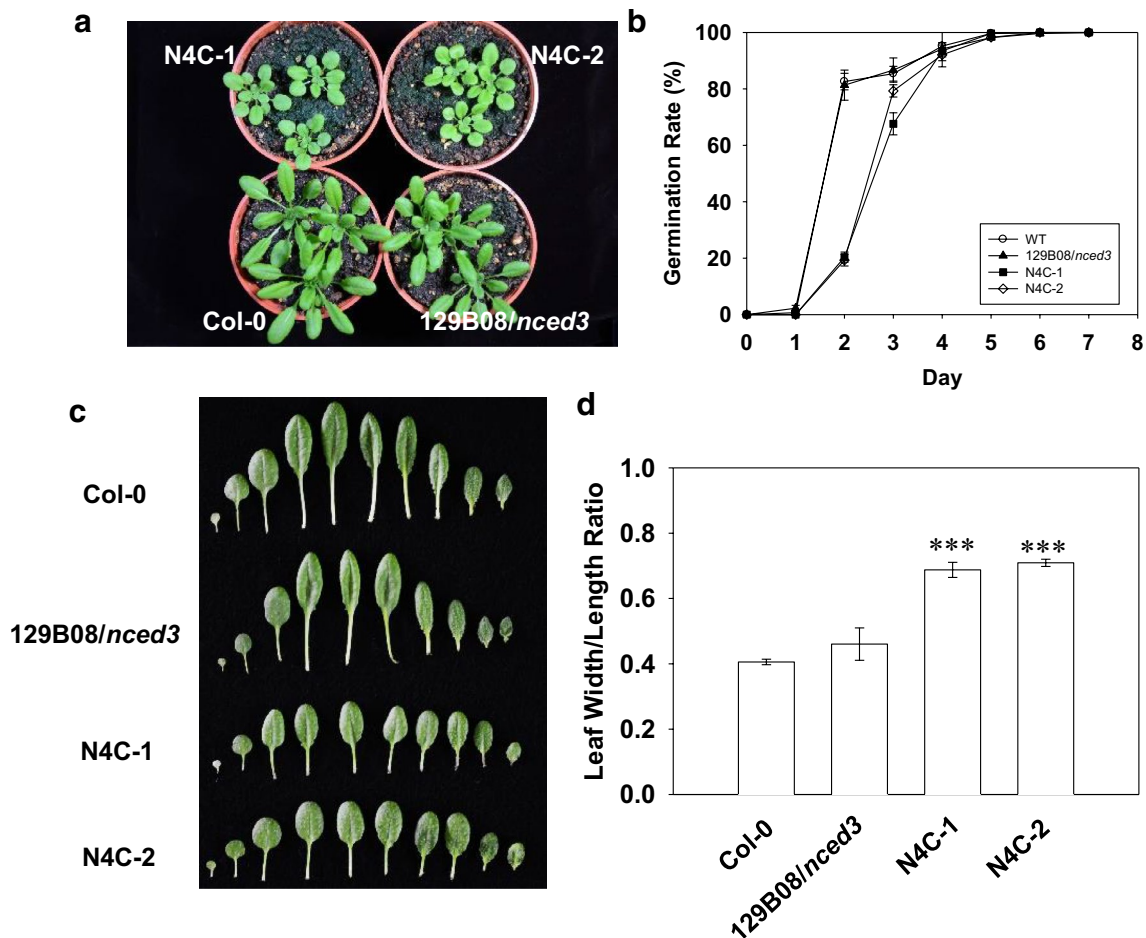 a
N4C-1
N4C-2
Col-0
129B08/nced3
b
Germination Rate (%)
100
80
60
40
20
0
WT
129B08/nced3
N4C-1
N4C-2
0 1 2 3 4 5 6 7 8
Day
c
Col-0
129B08/nced3
N4C-1
N4C-2
d
Leaf Width/Length Ratio
1.0
0.8
0.6
0.4
0.2
0.0
***
***
Col-0
129B08/nced3
N4C-1
N4C-2